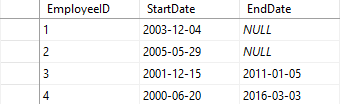 EmployeeID StartDate EndDate
1 2003-12-04 NULL
2 2005-05-29 NULL
3 2001-12-15 2011-01-05
4 2000-06-20 2016-03-03